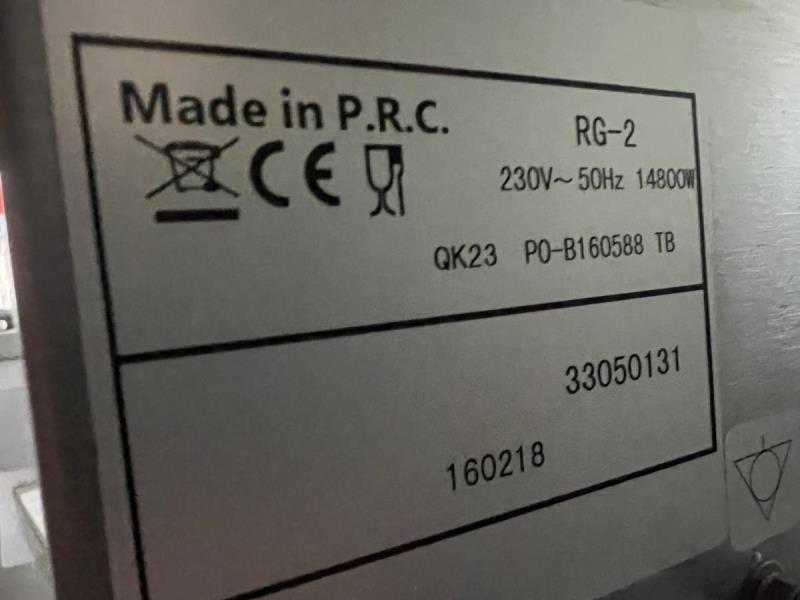 Made in P.R.C.
CE
RG-2
230V~50Hz 14800W
QK23 PO-B160588 TB
33050131
160218